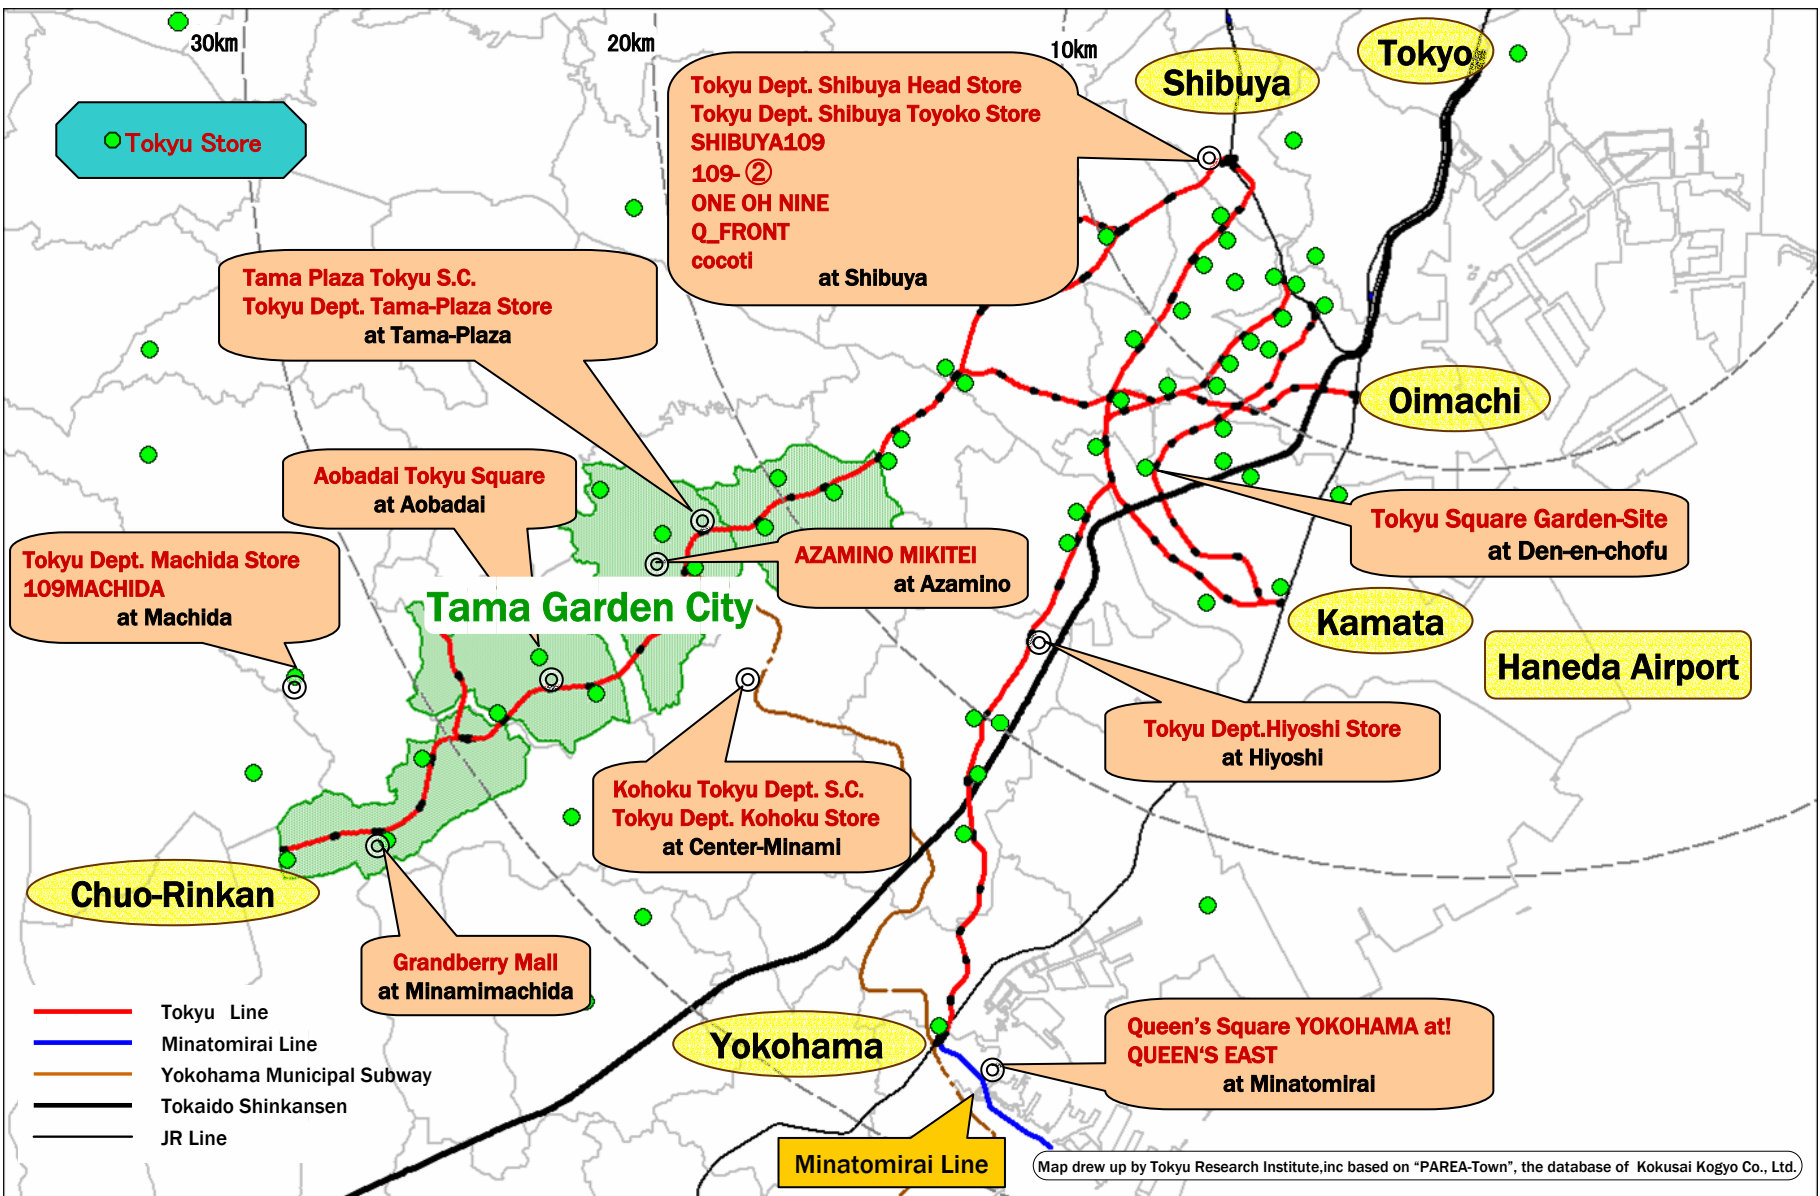 30km
20km
10km
Tokyo
Shibuya
Tokyu Dept. Shibuya Head Store
Tokyu Dept. Shibuya Toyoko Store
SHIBUYA109
109- ②
ONE OH NINE
Q_FRONT
cocoti
at Shibuya
Tokyu Store
Tama Plaza Tokyu S.C.
Tokyu Dept. Tama-Plaza Store
at Tama-Plaza
Oimachi
Aobadai Tokyu Square
at Aobadai
Tokyu Square Garden-Site
at Den-en-chofu
Tokyu Dept. Machida Store
109MACHIDA
at Machida
AZAMINO MIKITEI
at Azamino
Tama Garden City
Kamata
Haneda Airport
Tokyu Dept.Hiyoshi Store
at Hiyoshi
Kohoku Tokyu Dept. S.C.
Tokyu Dept. Kohoku Store
at Center-Minami
Chuo-Rinkan
Grandberry Mall
at Minamimachida
Tokyu Line
Minatomirai Line
Yokohama Municipal Subway
Tokaido Shinkansen
JR Line
Yokohama
Queen's Square YOKOHAMA at!
QUEEN'S EAST
at Minatomirai
Minatomirai Line
Map drew up by Tokyu Research Institute,inc based on "PAREA-Town", the database of Kokusai Kogyo Co., Ltd.